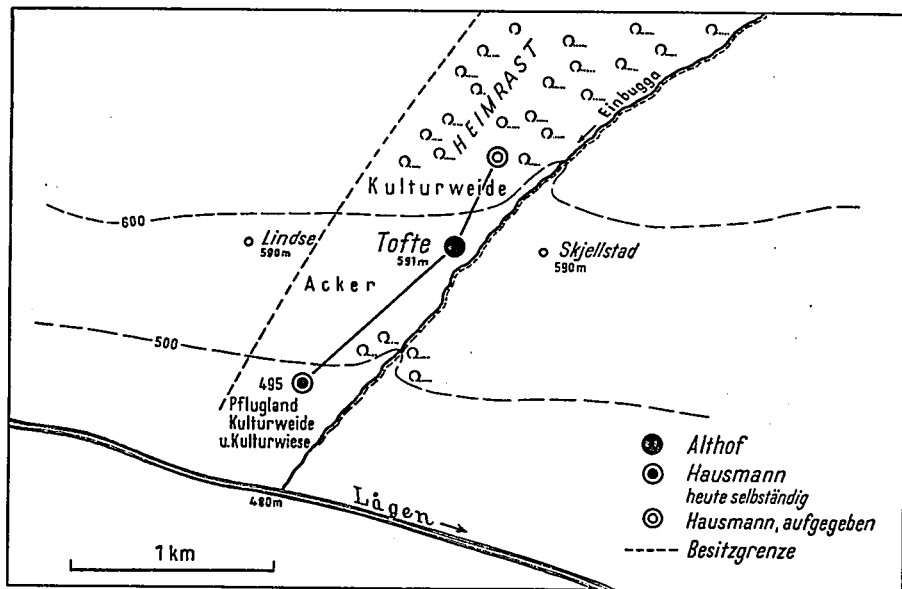 HEIMRAST
Einbugga
Kulturweide
600
Lindse
590m
Tofte
591m
Skjellstad
590m
Acker
500
495
Pflugland
Kulturweide
u.Kulturwiese
480m
Lågen
1 km
Althof
Hausmann
heute selbständig
Hausmann, aufgegeben
Besitzgrenze